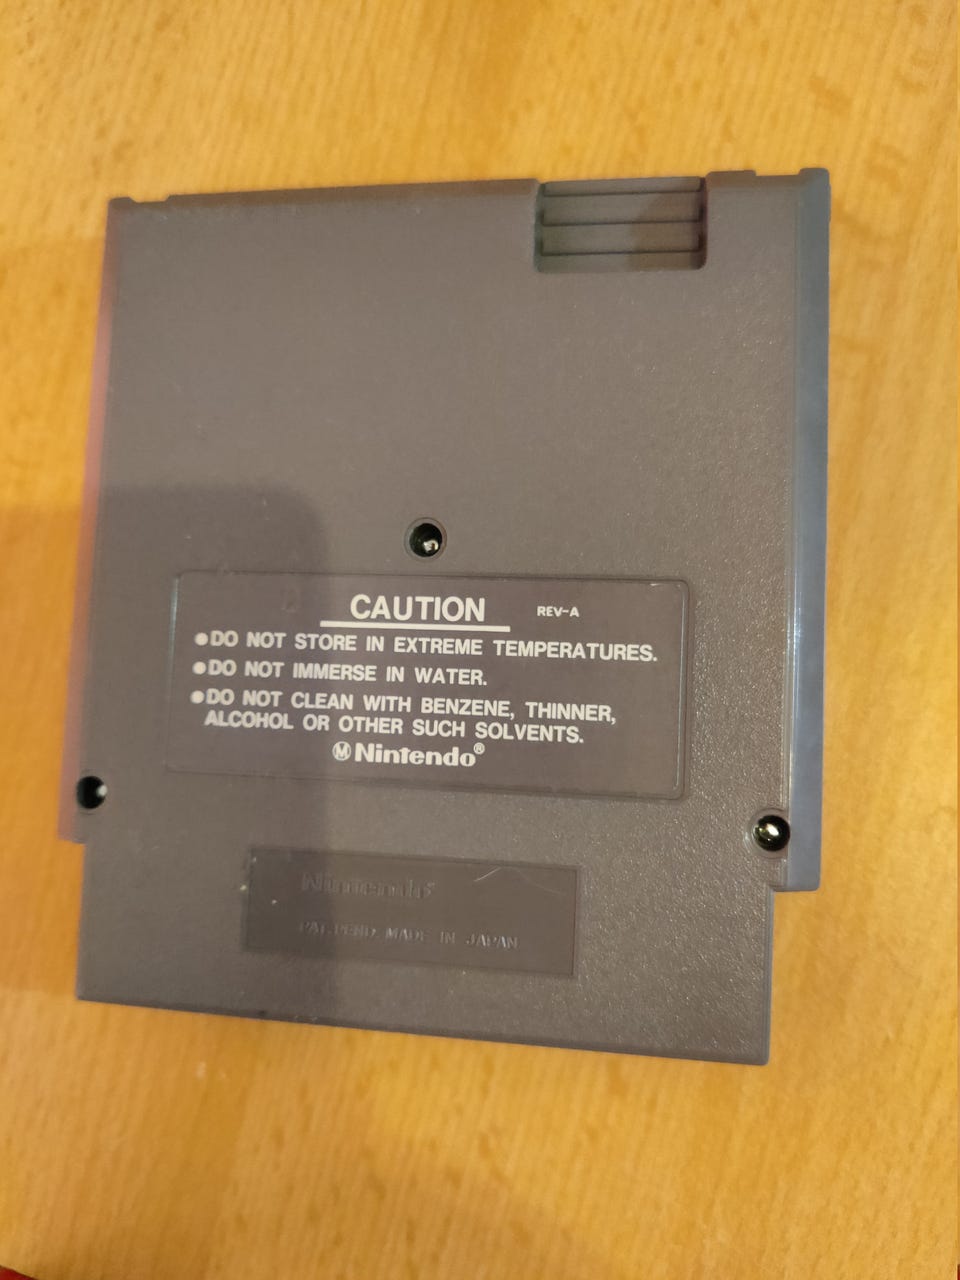 CAUTION REV-A
●DO NOT STORE IN EXTREME TEMPERATURES.
●DO NOT IMMERSE IN WATER.
●DO NOT CLEAN WITH BENZENE, THINNER,
ALCOHOL OR OTHER SUCH SOLVENTS.
Ⓜ Nintendo®
Nintendo®
PAT. PEND. MADE IN JAPAN